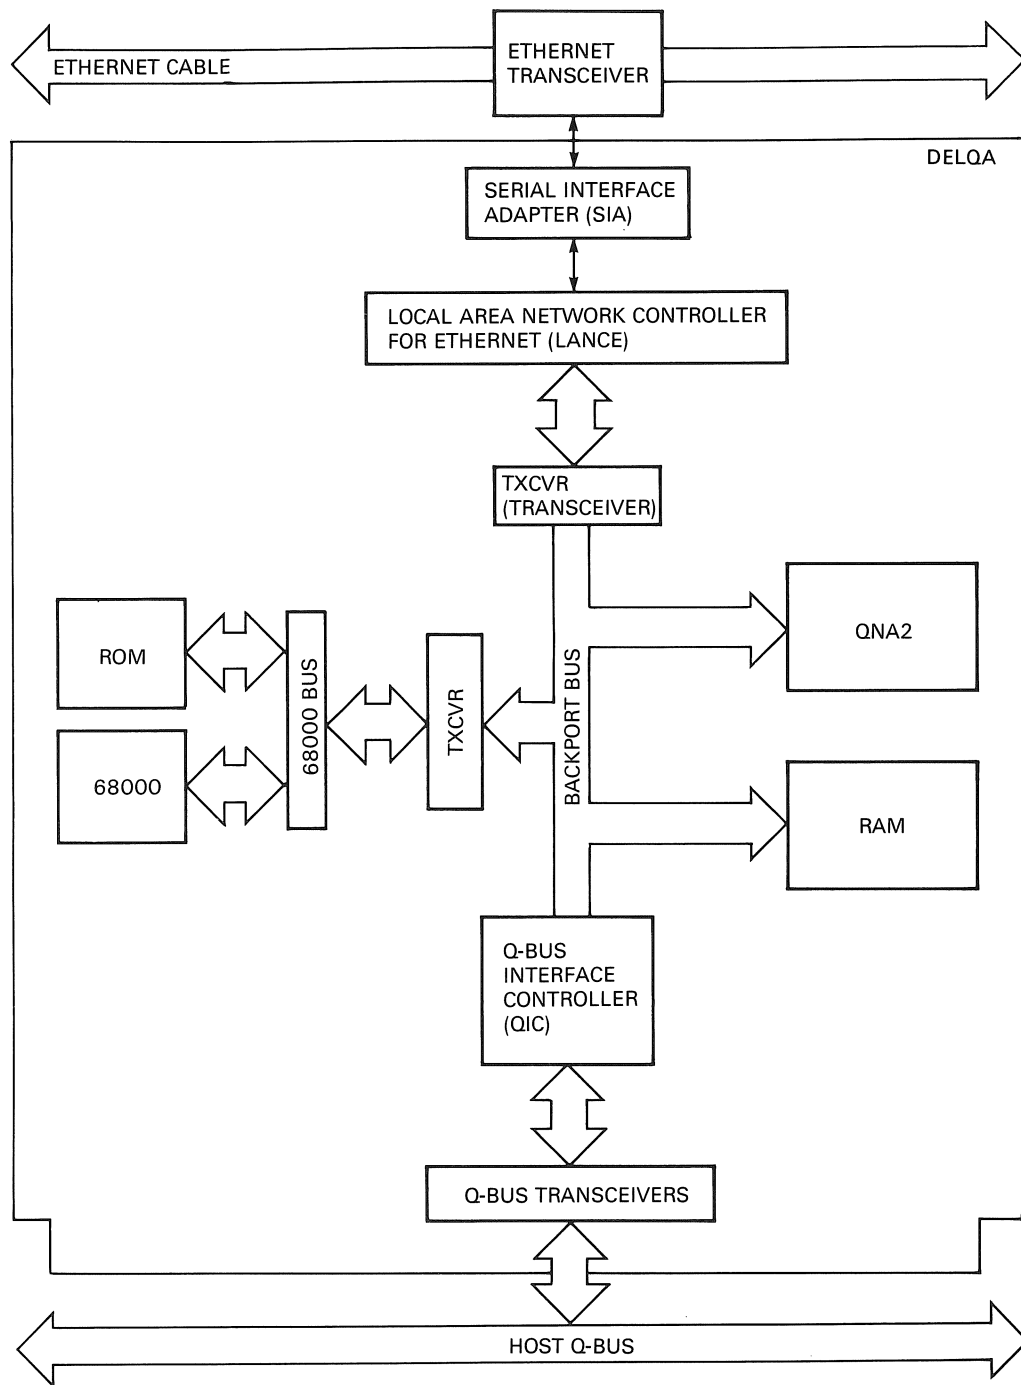 ETHERNET
TRANSCEIVER
ETHERNET CABLE
DELQA
SERIAL INTERFACE
ADAPTER (SIA)
LOCAL AREA NETWORK CONTROLLER
FOR ETHERNET (LANCE)
TXCVR
(TRANSCEIVER)
ROM
68000
68000 BUS
TXCVR
BACKPORT BUS
QNA2
RAM
Q-BUS
INTERFACE
CONTROLLER
(QIC)
Q-BUS TRANSCEIVERS
HOST Q-BUS